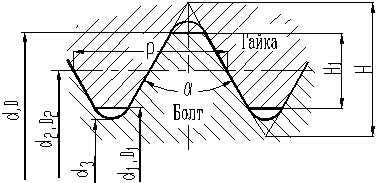 Гайка
P
α
Болт
H₁
H
d, D
d₂, D₂
d₃
d₁, D₁